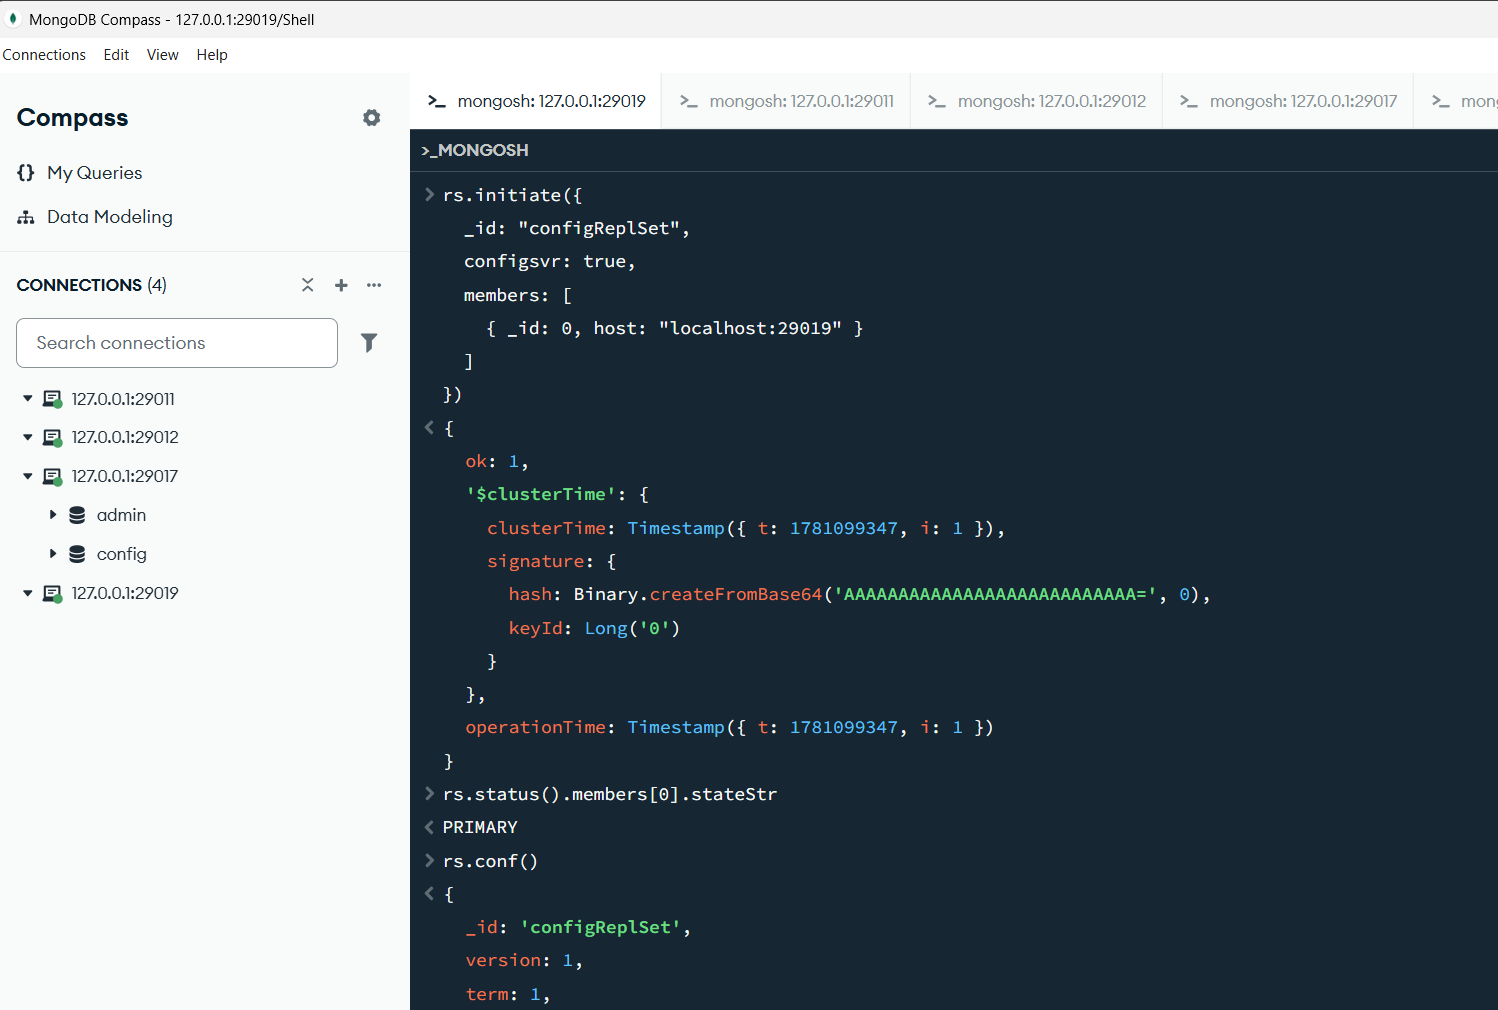 MongoDB Compass - 127.0.0.1:29019/Shell
Connections Edit View Help
Compass
My Queries
Data Modeling
CONNECTIONS (4)
Search connections
127.0.0.1:29011
127.0.0.1:29012
127.0.0.1:29017
admin
config
127.0.0.1:29019
>_ mongosh: 127.0.0.1:29019 >_ mongosh: 127.0.0.1:29011 >_ mongosh: 127.0.0.1:29012 >_ mongosh: 127.0.0.1:29017 >_
>_MONGOSH
> rs.initiate({
_id: "configReplSet",
configsvr: true,
members: [
{ _id: 0, host: "localhost:29019" }
]
})
< {
ok: 1,
'$clusterTime': {
clusterTime: Timestamp({ t: 1781099347, i: 1 }),
signature: {
hash: Binary.createFromBase64('AAAAAAAAAAAAAAAAAAAAAAAAAAA=', 0),
keyId: Long('0')
}
},
operationTime: Timestamp({ t: 1781099347, i: 1 })
}
> rs.status().members[0].stateStr
< PRIMARY
> rs.conf()
< {
_id: 'configReplSet',
version: 1,
term: 1,